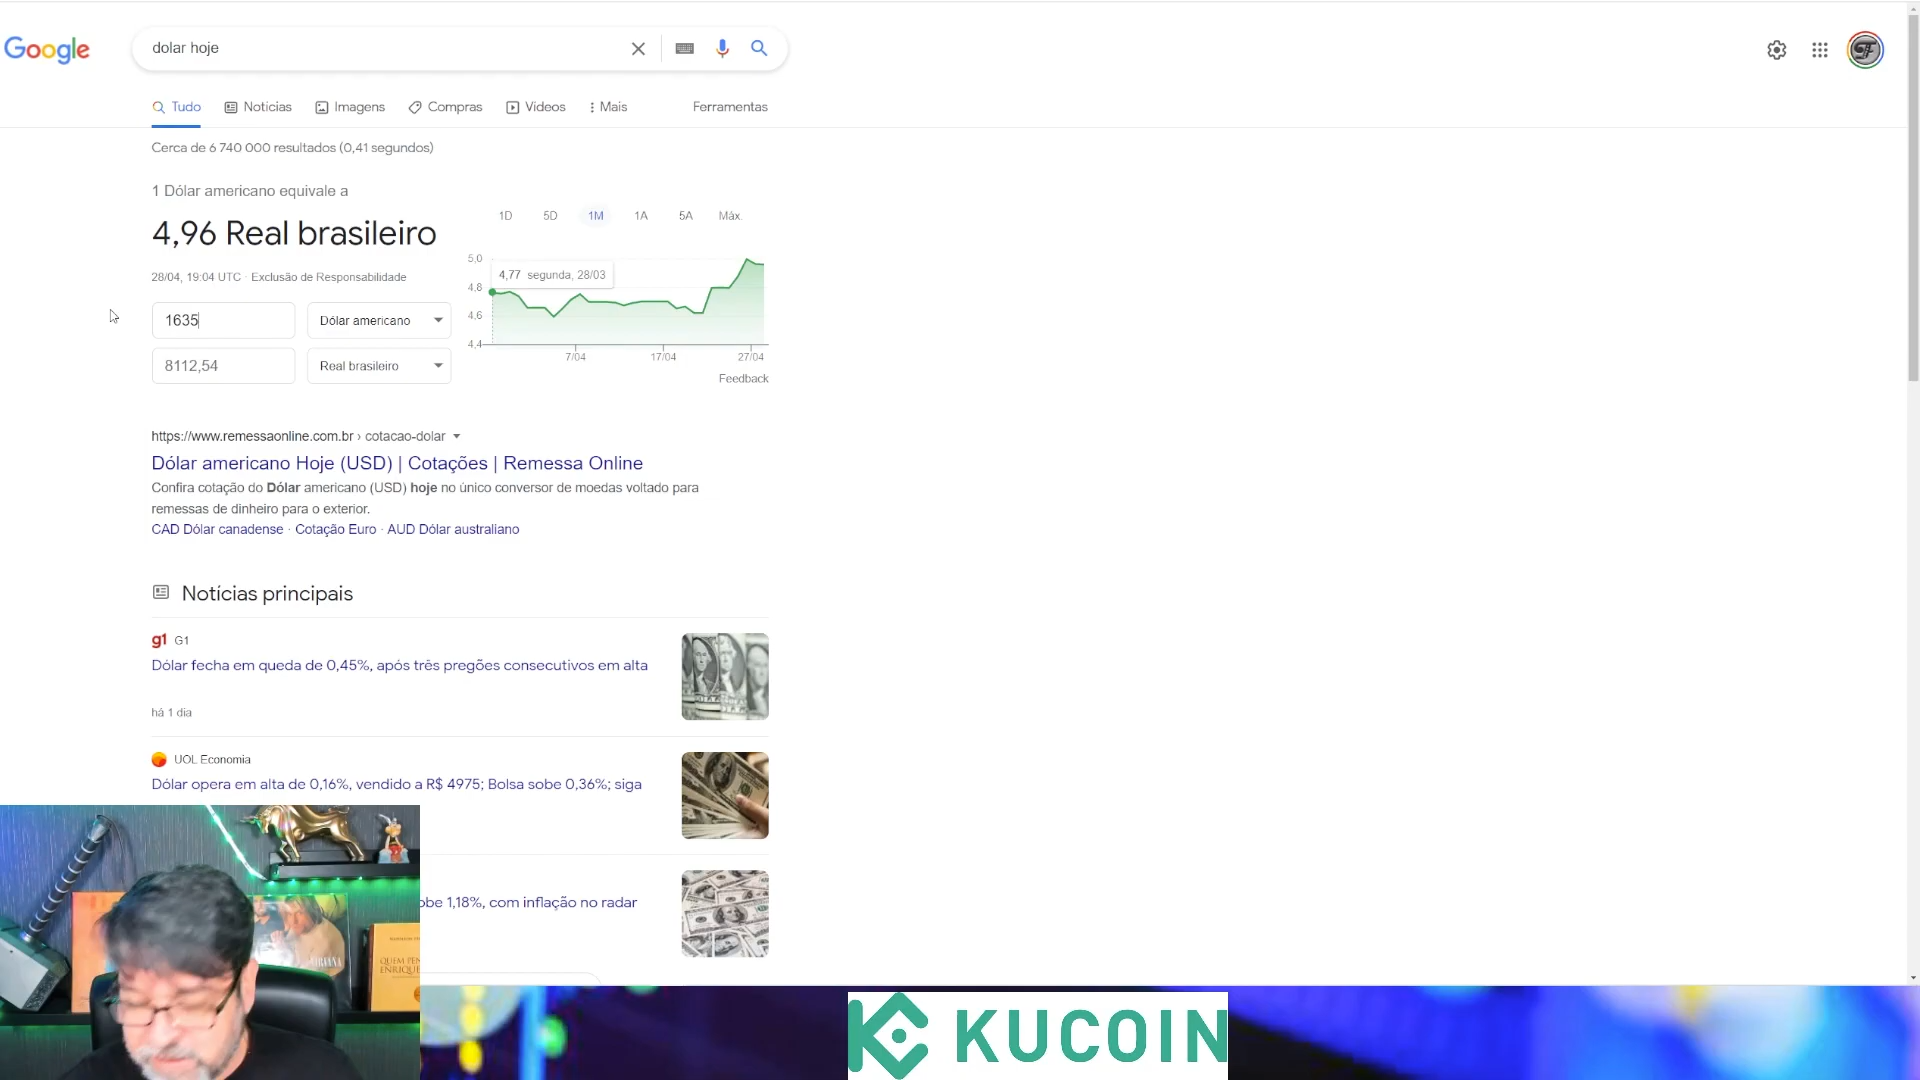 Google
dolar hoje
Tudo
Notícias
Imagens
Compras
Vídeos
Mais
Ferramentas
Cerca de 6 740 000 resultados (0,41 segundos)
1 Dólar americano equivale a
4,96 Real brasileiro
28/04, 19:04 UTC · Exclusão de Responsabilidade
1635
Dólar americano
8112,54
Real brasileiro
1D
5D
1M
1A
5A
Máx.
5,0
4,8
4,6
4,4
4,77 segunda, 28/03
7/04
17/04
27/04
Feedback
https://www.remessaonline.com.br › cotacao-dolar
Dólar americano Hoje (USD) | Cotações | Remessa Online
Confira cotação do Dólar americano (USD) hoje no único conversor de moedas voltado para
remessas de dinheiro para o exterior.
CAD Dólar canadense · Cotação Euro · AUD Dólar australiano
Notícias principais
g1 G1
Dólar fecha em queda de 0,45%, após três pregões consecutivos em alta
há 1 dia
UOL Economia
Dólar opera em alta de 0,16%, vendido a R$ 4975; Bolsa sobe 0,36%; siga
obe 1,18%, com inflação no radar
NIRVANA
QUEM PEN
ENRIQUE
KUCOIN